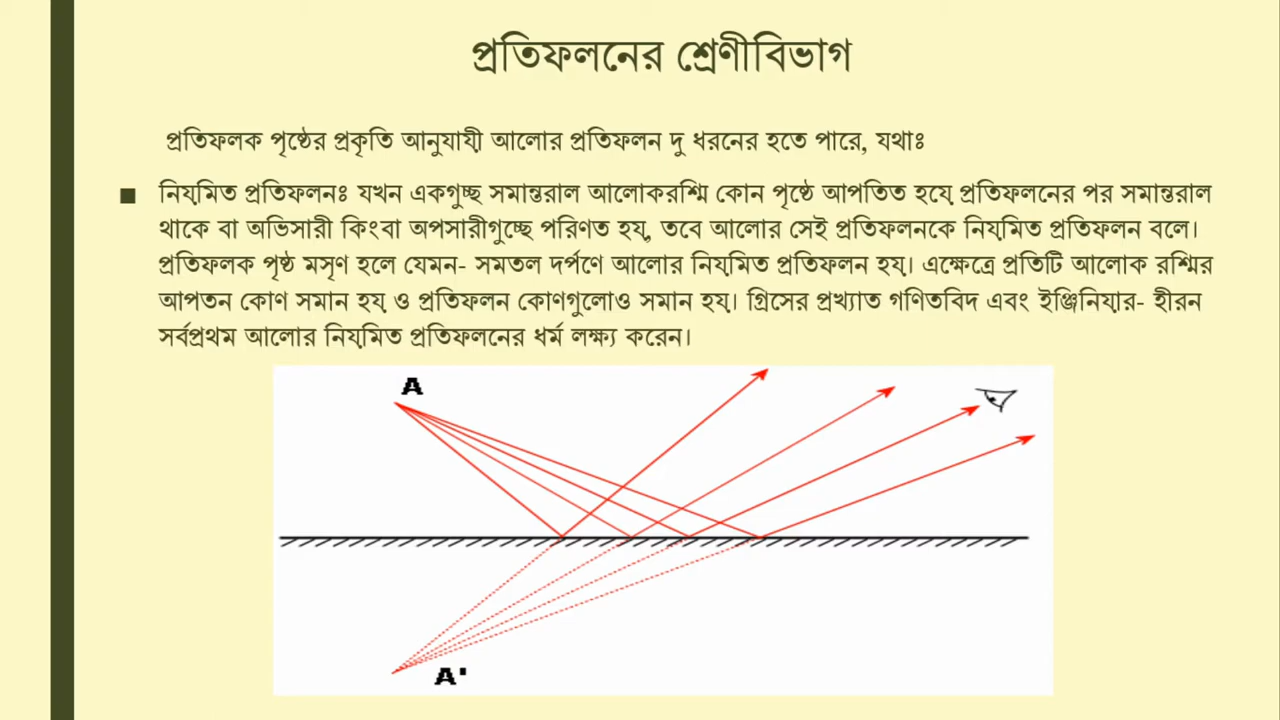 প্রতিফলনের শ্রেণীবিভাগ
প্রতিফলক পৃষ্ঠের প্রকৃতি আনুযাযী আলোর প্রতিফলন দু ধরনের হতে পারে, যথাঃ
■ নিয়মিত প্রতিফলনঃ যখন একগুচ্ছ সমান্তরাল আলোকরশ্মি কোন পৃষ্ঠে আপতিত হয়ে প্রতিফলনের পর সমান্তরাল
থাকে বা অভিসারী কিংবা অপসারীগুচ্ছে পরিণত হয়, তবে আলোর সেই প্রতিফলনকে নিয়মিত প্রতিফলন বলে।
প্রতিফলক পৃষ্ঠ মসৃণ হলে যেমন- সমতল দর্পণে আলোর নিয়মিত প্রতিফলন হয়। এক্ষেত্রে প্রতিটি আলোক রশ্মির
আপতন কোণ সমান হয় ও প্রতিফলন কোণগুলোও সমান হয়। গ্রিসের প্রখ্যাত গণিতবিদ এবং ইঞ্জিনিয়ার- হীরন
সর্বপ্রথম আলোর নিয়মিত প্রতিফলনের ধর্ম লক্ষ্য করেন।
A
A'